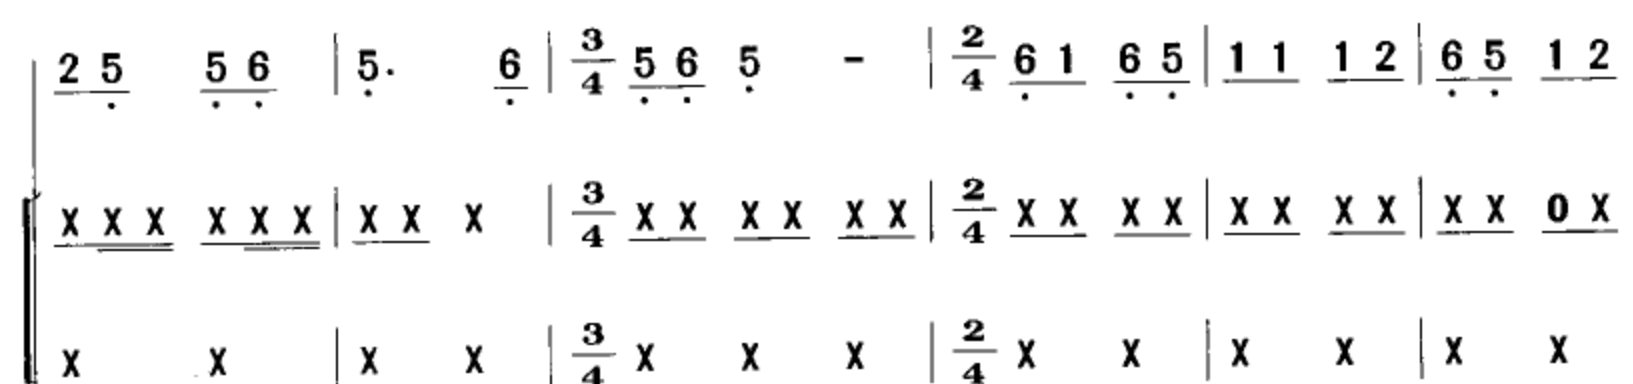 2 5 5 6 | 5. 6 | 3/4 5 6 5 - | 2/4 6 1 6 5 | 1 1 1 2 | 6 5 1 2
X X X X X X | X X X | 3/4 X X X X X X | 2/4 X X X X | X X X X | X X 0 X
X X | X X | 3/4 X X X | 2/4 X X | X X | X X